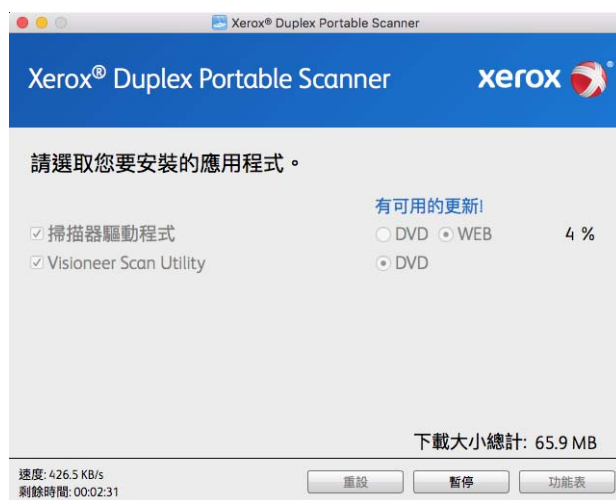 Xerox® Duplex Portable Scanner
Xerox® Duplex Portable Scanner
xerox
請選取您要安裝的應用程式。
有可用的更新!
掃描器驅動程式 DVD WEB 4 %
Visioneer Scan Utility DVD
下載大小總計: 65.9 MB
速度: 426.5 KB/s
剩餘時間: 00:02:31
重設 暫停 功能表